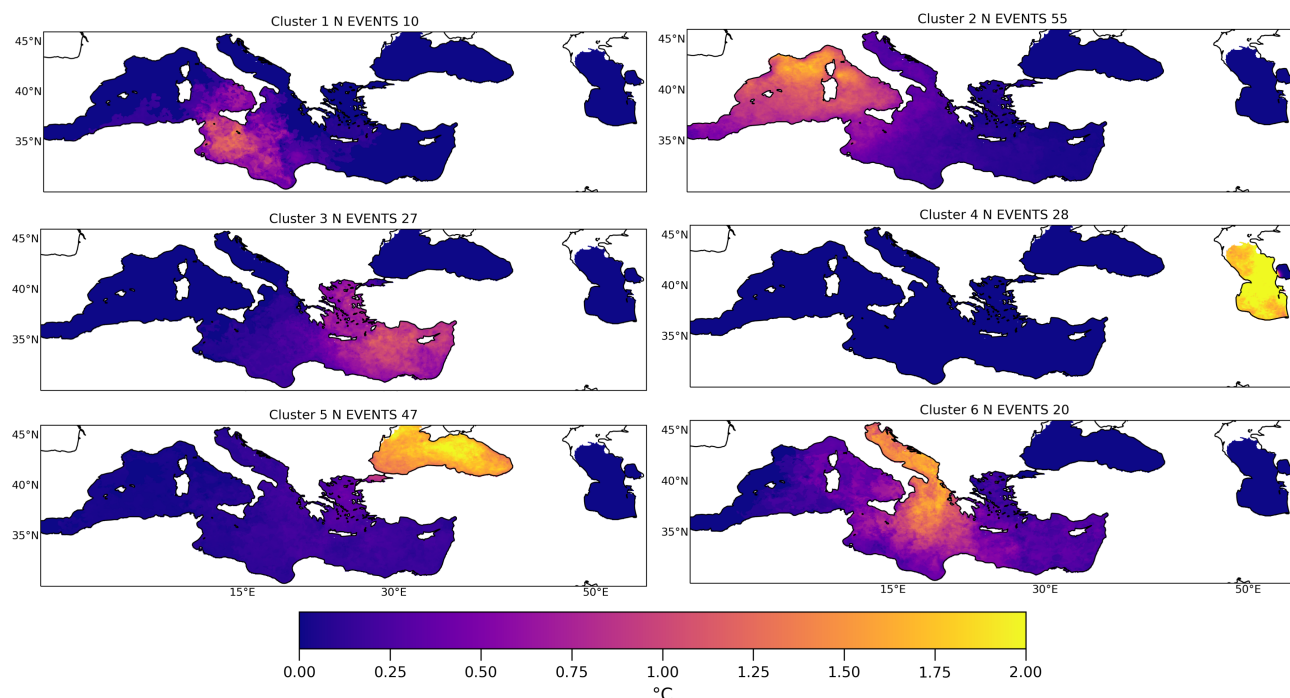 Cluster 1 N EVENTS 10
Cluster 2 N EVENTS 55
45°N
40°N
35°N
45°N
40°N
35°N
Cluster 3 N EVENTS 27
Cluster 4 N EVENTS 28
45°N
40°N
35°N
45°N
40°N
35°N
Cluster 5 N EVENTS 47
Cluster 6 N EVENTS 20
45°N
40°N
35°N
45°N
40°N
35°N
15°E 30°E 50°E
15°E 30°E 50°E
0.00 0.25 0.50 0.75 1.00 1.25 1.50 1.75 2.00
°C